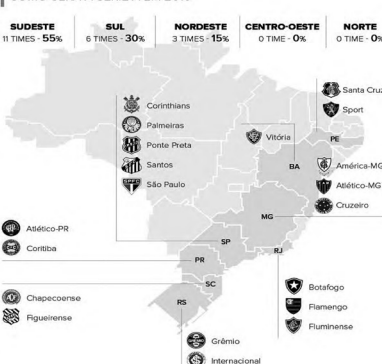 SUDESTE
11 TIMES - 55%
SUL
6 TIMES - 30%
NORDESTE
3 TIMES - 15%
CENTRO-OESTE
0 TIME - 0%
NORTE
0 TIME - 0%
Santa Cruz
Sport
Corinthians
Palmeiras
Ponte Preta
Santos
São Paulo
Vitória
PE
BA
América-MG
Atlético-MG
Cruzeiro
MG
Atlético-PR
Coritiba
SP
RJ
PR
SC
RS
Chapecoense
Figueirense
Botafogo
Flamengo
Fluminense
Grêmio
Internacional